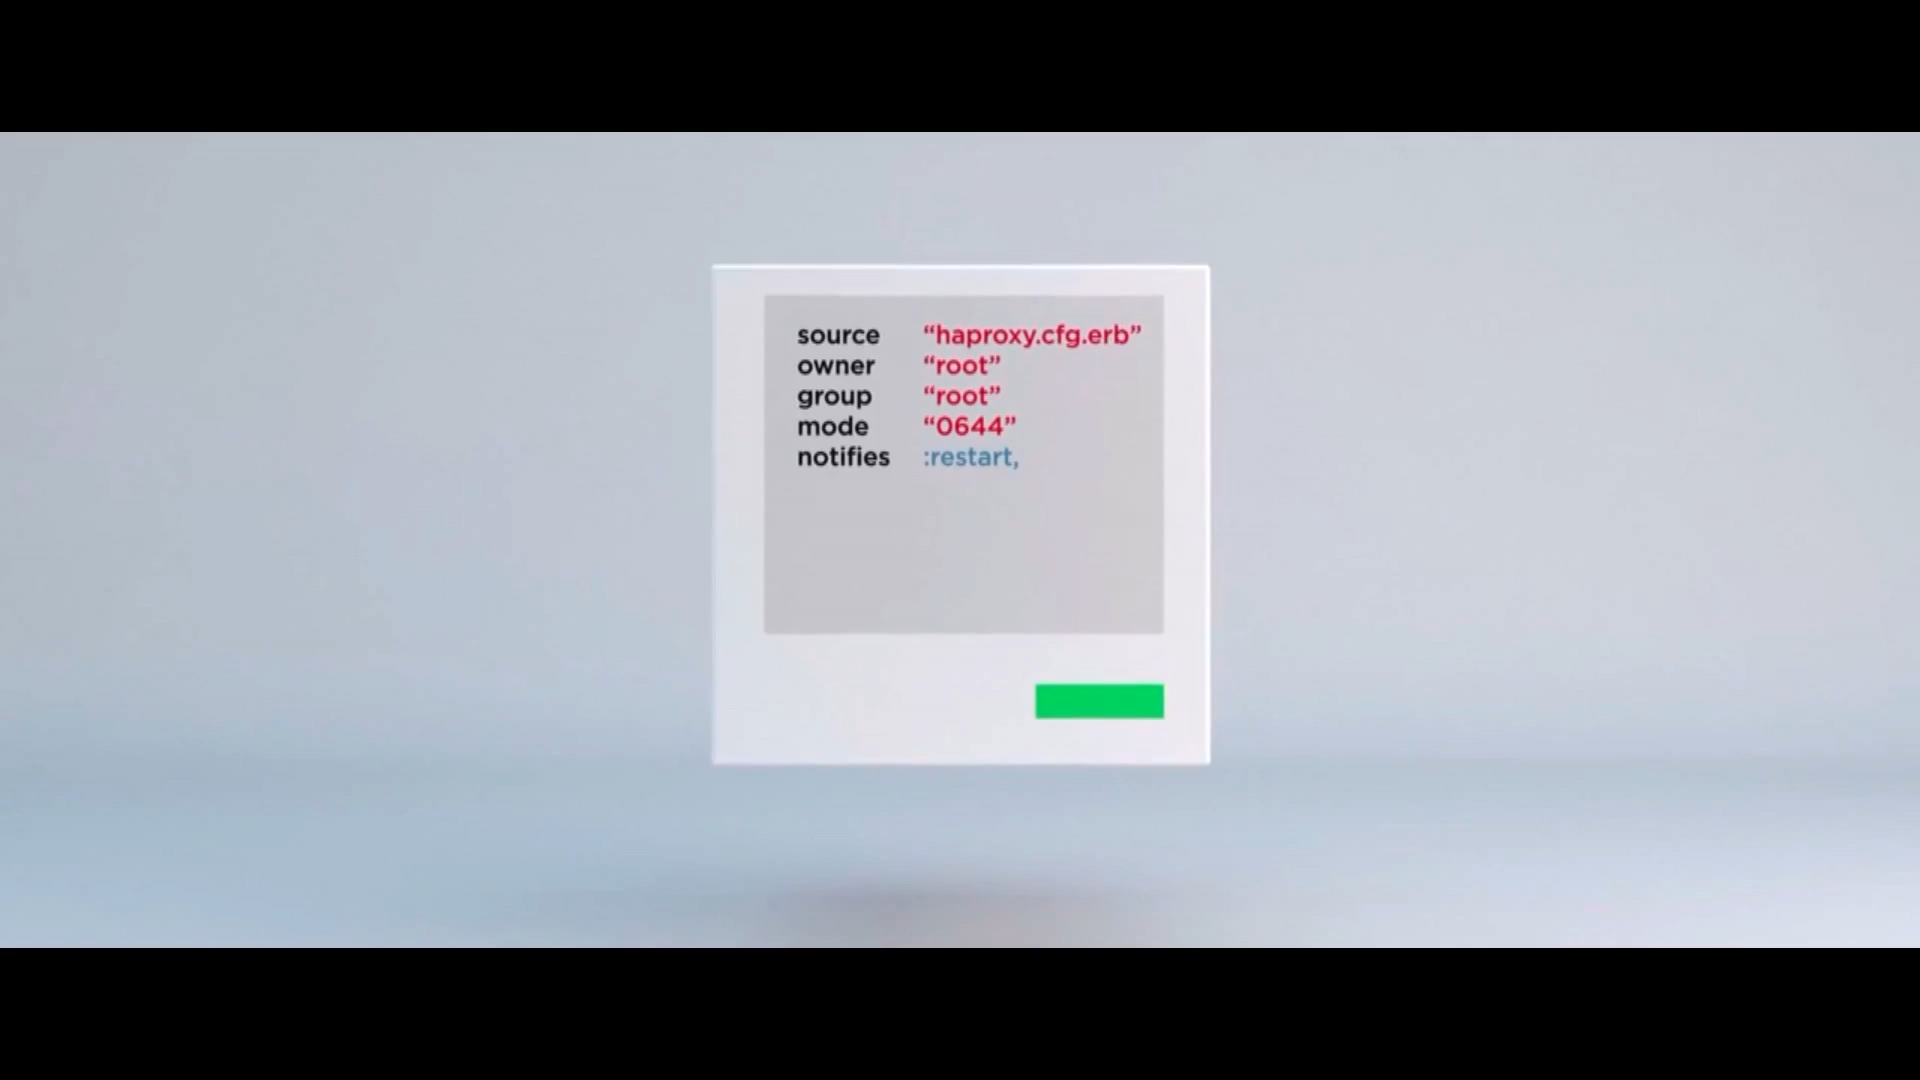 source “haproxy.cfg.erb”
owner “root”
group “root”
mode “0644”
notifies :restart,